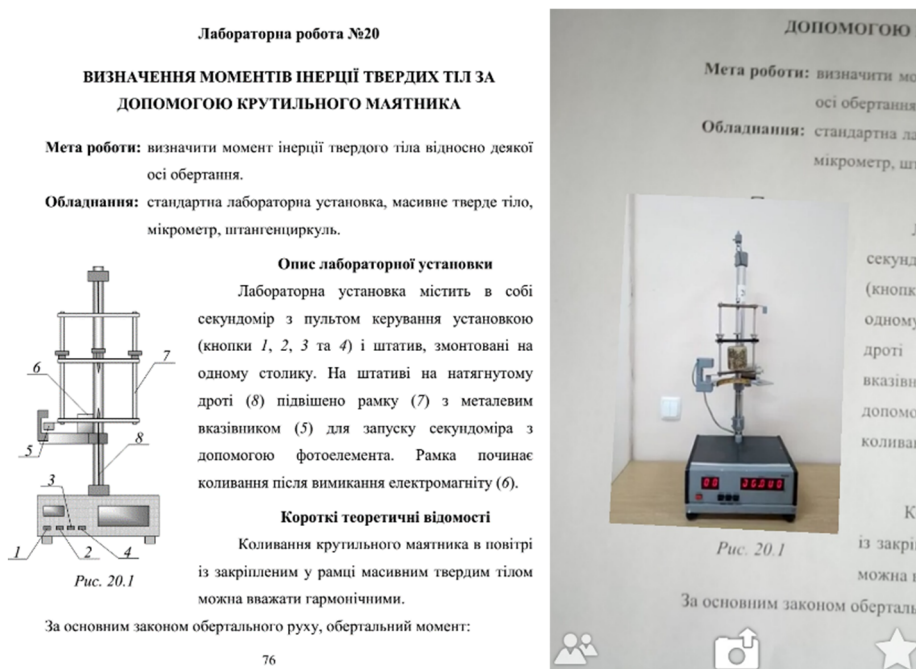 Лабораторна робота №20
ВИЗНАЧЕННЯ МОМЕНТІВ ІНЕРЦІЇ ТВЕРДИХ ТІЛ ЗА
ДОПОМОГОЮ КРУТИЛЬНОГО МАЯТНИКА
Мета роботи: визначити момент інерції твердого тіла відносно деякої
осі обертання.
Обладнання: стандартна лабораторна установка, масивне тверде тіло,
мікрометр, штангенциркуль.
Опис лабораторної установки
Лабораторна установка містить в собі
секундомір з пультом керування установкою
(кнопки 1, 2, 3 та 4) і штатив, змонтовані на
одному столику. На штативі на натягнутому
дроті (8) підвішено рамку (7) з металевим
вказівником (5) для запуску секундоміра з
допомогою фотоелемента. Рамка починає
коливання після вимикання електромагніту (6).
6
7
5
8
3
1
2
4
Рис. 20.1
Короткі теоретичні відомості
Коливання крутильного маятника в повітрі
із закріпленим у рамці масивним твердим тілом
можна вважати гармонічними.
За основним законом обертального руху, обертальний момент:
76
ДОПОМОГОЮ
Мета роботи: визначити мо
осі обертання
Обладнання: стандартна ла
мікрометр, шт
Л
секунд
(кнопк
одному
дроті
вказівн
допомо
коливан
00
Рис. 20.1
К
із закрі
можна в
За основним законом оберталь